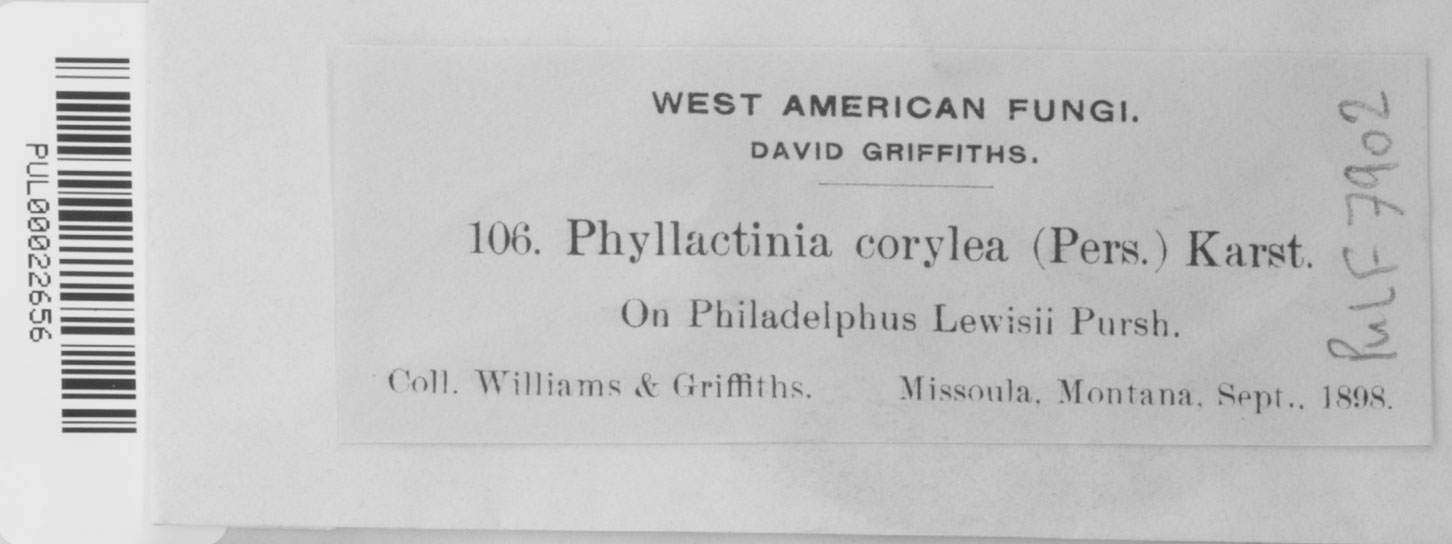 WEST AMERICAN FUNGI.
DAVID GRIFFITHS.
106. Phyllactinia corylea (Pers.) Karst.
On Philadelphus Lewisii Pursh.
Coll. Williams & Griffiths. Missoula, Montana, Sept., 1898.
PUL F 7902
PUL00022656